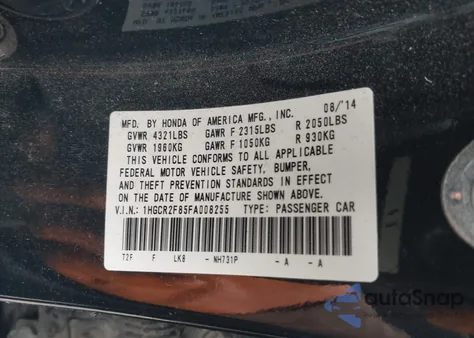 MFD. BY HONDA OF AMERICA MFG., INC. 08/'14
GVWR 4321LBS GAWR F 2315LBS R 2050LBS
GVWR 1960KG GAWR F 1050KG R 930KG
THIS VEHICLE CONFORMS TO ALL APPLICABLE
FEDERAL MOTOR VEHICLE SAFETY, BUMPER,
AND THEFT PREVENTION STANDARDS IN EFFECT
ON THE DATE OF MANUFACTURE SHOWN ABOVE.
V.I.N.: 1HGCR2F85FA008255 TYPE: PASSENGER CAR
T2F F LK8 - NH731P - A - A
autoSnap